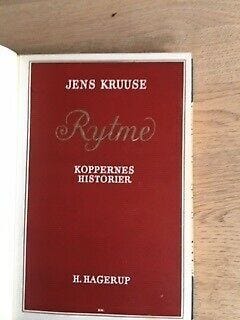 JENS KRUUSE
Rytme
KOPPERNES
HISTORIER
H. HAGERUP